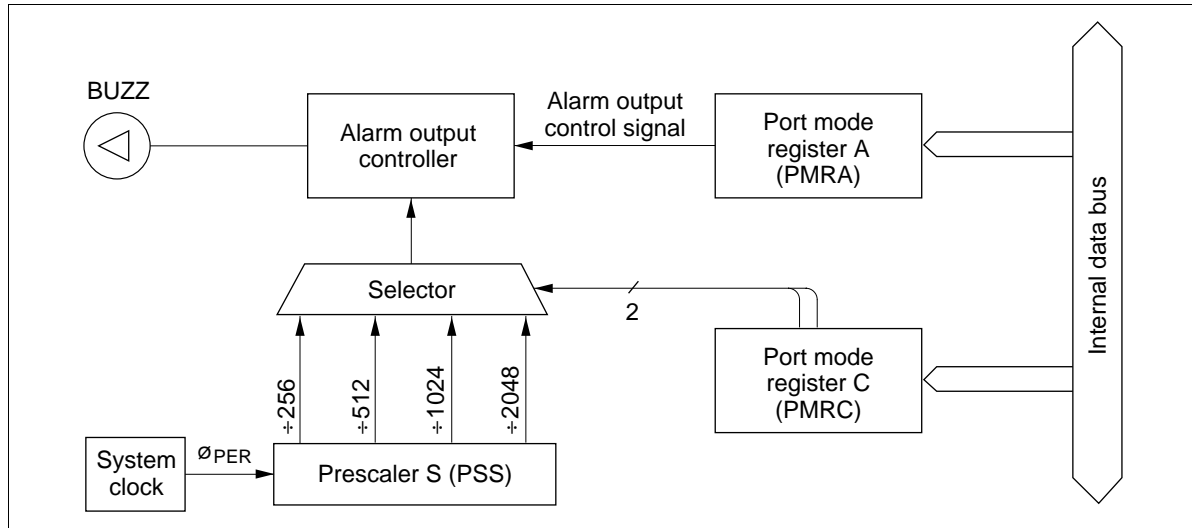 BUZZ
Alarm output
controller
Alarm output
control signal
Port mode
register A
(PMRA)
Internal data bus
Selector
2
Port mode
register C
(PMRC)
÷256
÷512
÷1024
÷2048
System
clock
øPER
Prescaler S (PSS)